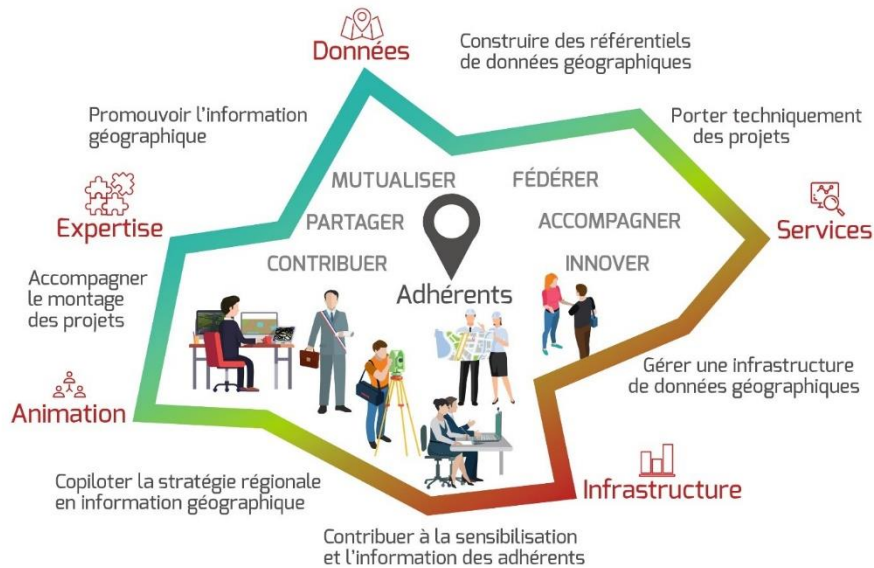 Données
Construire des référentiels
de données géographiques
Promouvoir l'information
géographique
Porter techniquement
des projets
MUTUALISER
FÉDÉRER
Expertise
PARTAGER
ACCOMPAGNER
Services
CONTRIBUER
INNOVER
Adhérents
Accompagner
le montage
des projets
Gérer une infrastructure
de données géographiques
Animation
Copiloter la stratégie régionale
en information géographique
Infrastructure
Contribuer à la sensibilisation
et l'information des adhérents